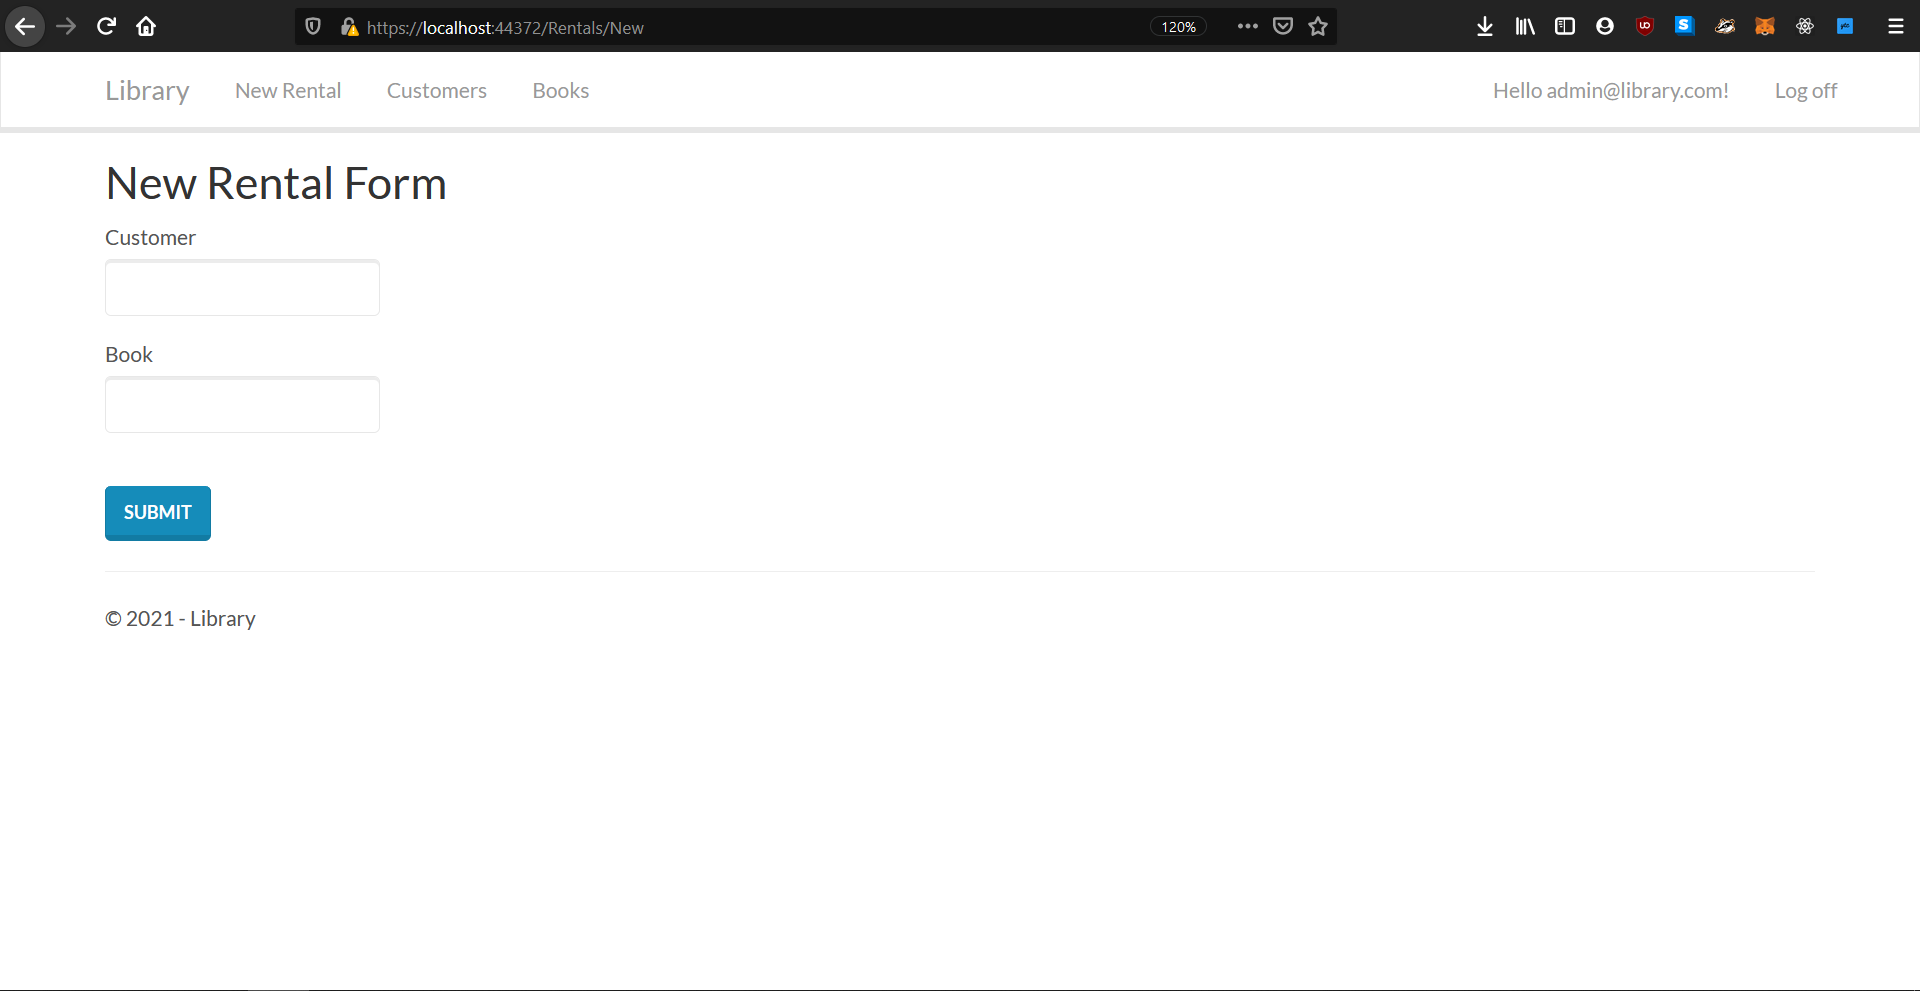 https://localhost:44372/Rentals/New
120%
Library New Rental Customers Books Hello admin@library.com! Log off
New Rental Form
Customer
Book
SUBMIT
© 2021 - Library